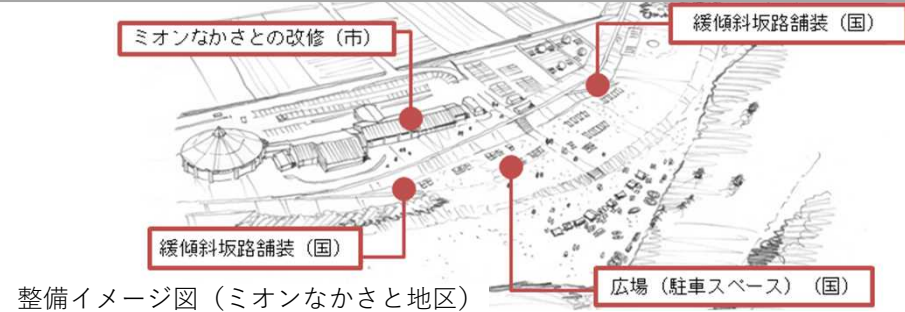 ミオンなかさとの改修（市）
緩傾斜坂路舗装（国）
緩傾斜坂路舗装（国）
広場（駐車スペース）（国）
整備イメージ図（ミオンなかさと地区）